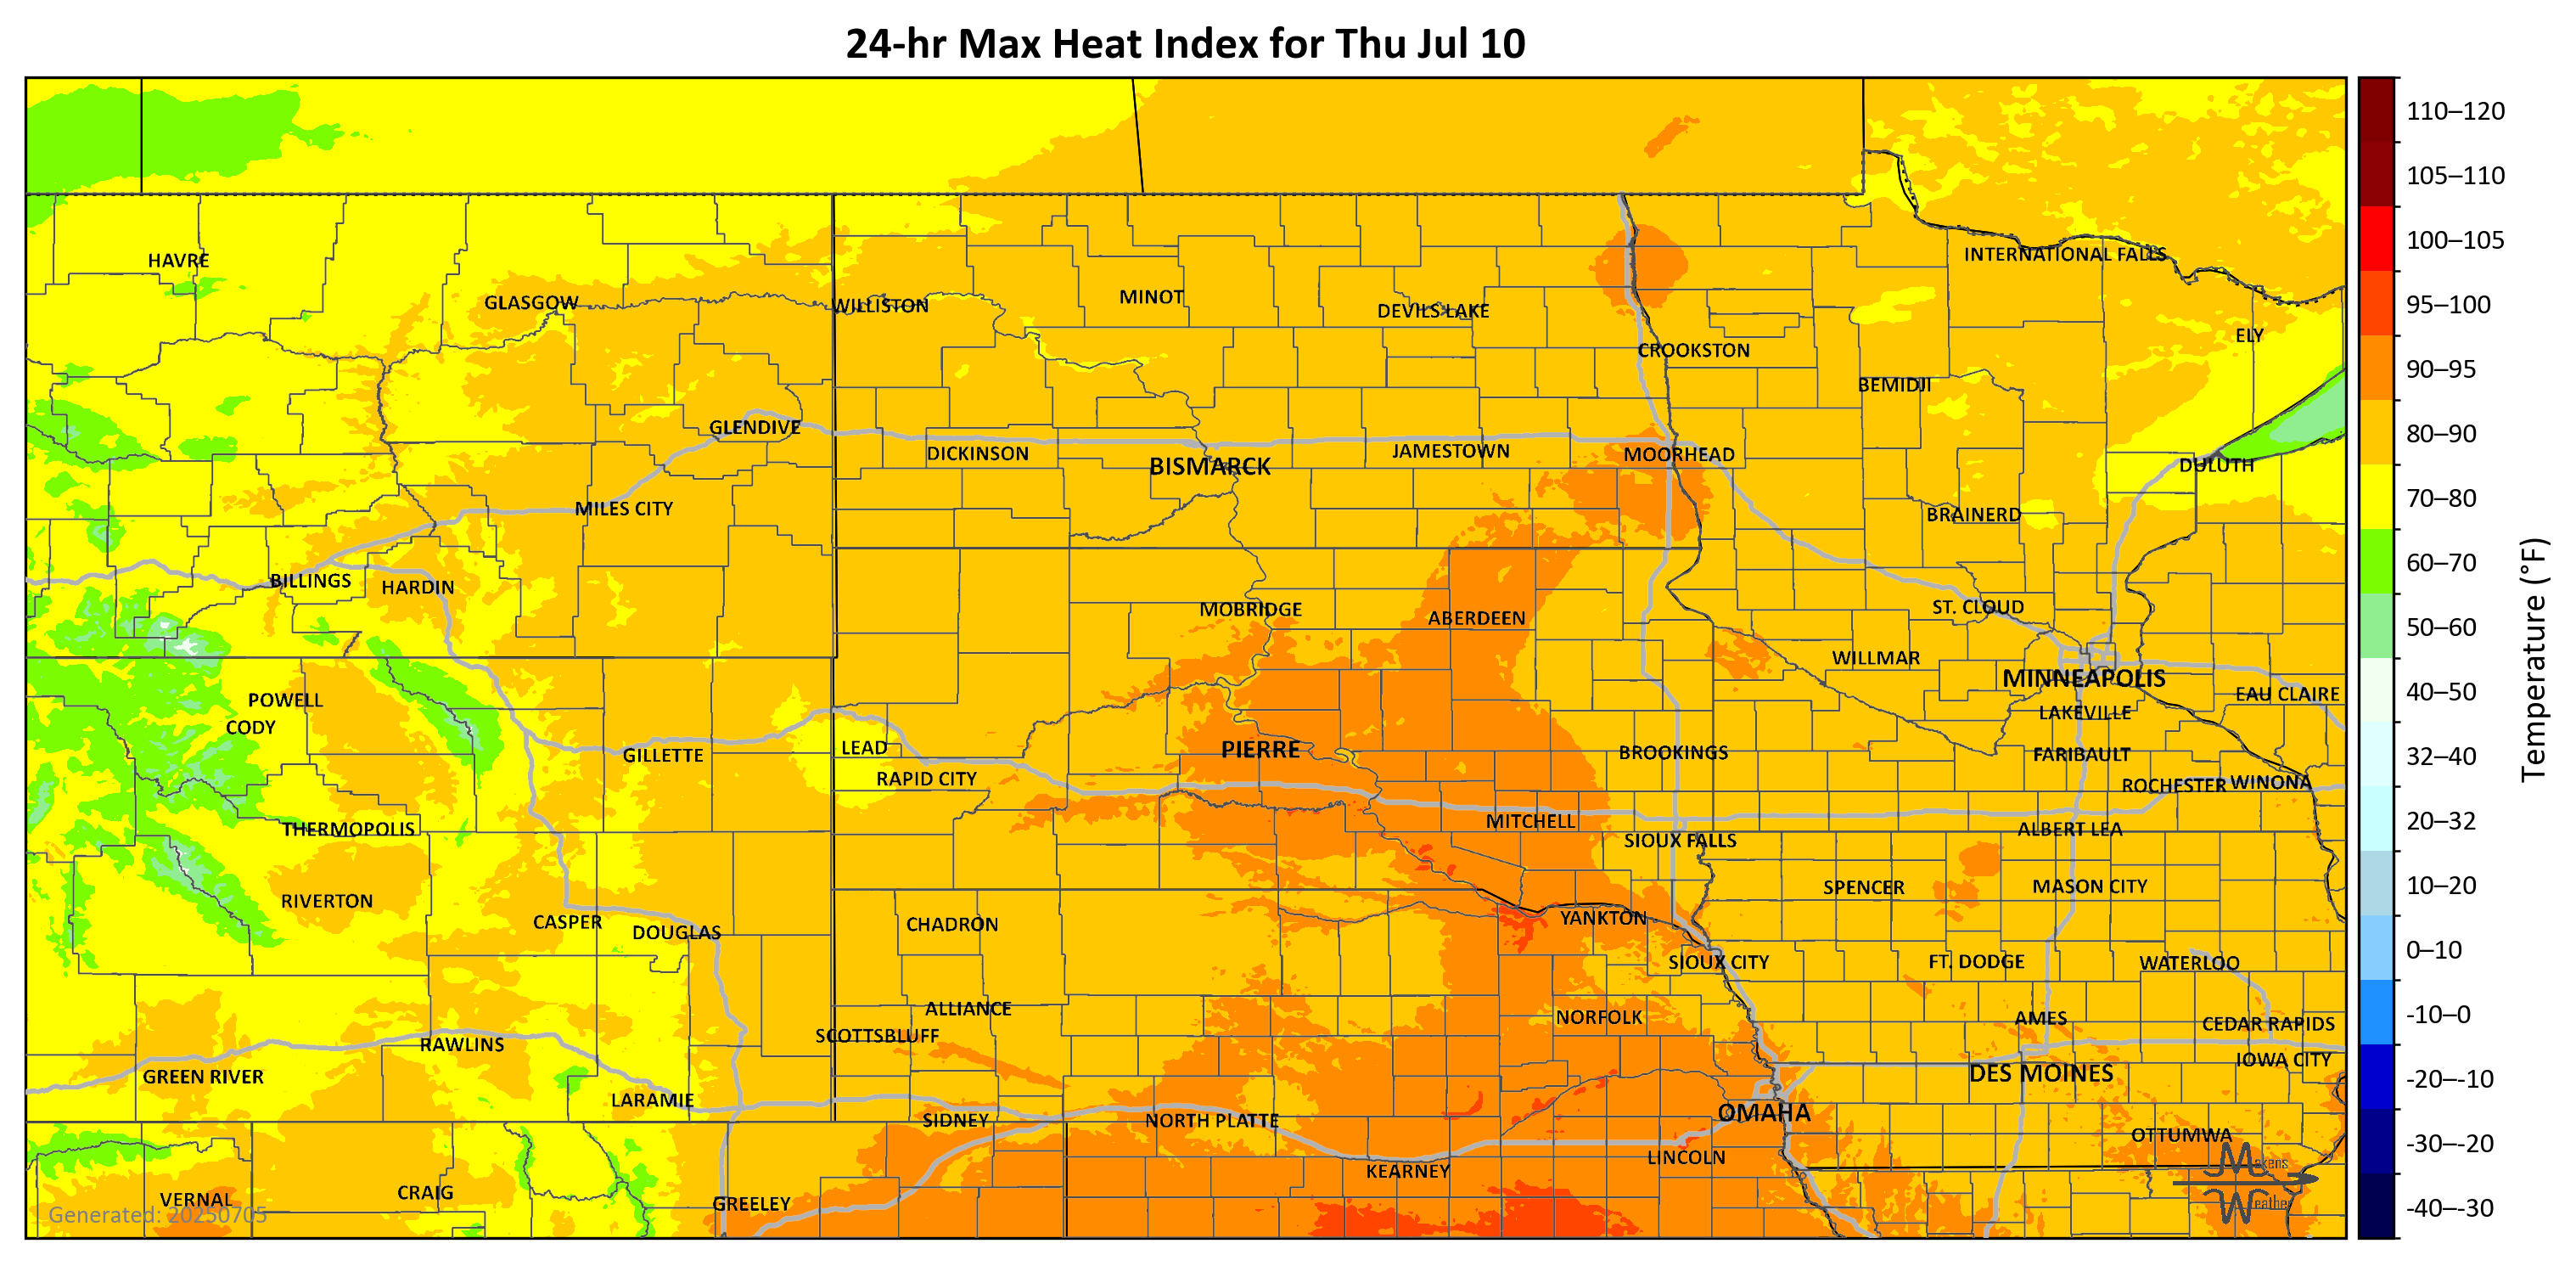 24-hr Max Heat Index for Thu Jul 10
HAVRE
INTERNATIONAL FALLS
GLASGOW
WILLISTON
MINOT
DEVILS LAKE
ELY
CROOKSTON
BEMIDJI
GLENDIVE
DICKINSON
BISMARCK
JAMESTOWN
MOORHEAD
DULUTH
MILES CITY
BRAINERD
BILLINGS
HARDIN
MOBRIDGE
ABERDEEN
ST. CLOUD
WILLMAR
MINNEAPOLIS
POWELL
EAU CLAIRE
CODY
LAKEVILLE
GILLETTE
LEAD
PIERRE
BROOKINGS
FARIBAULT
RAPID CITY
ROCHESTER
WINONA
THERMOPOLIS
MITCHELL
SIOUX FALLS
ALBERT LEA
RIVERTON
SPENCER
MASON CITY
CASPER
DOUGLAS
CHADRON
YANKTON
SIOUX CITY
FT. DODGE
WATERLOO
ALLIANCE
NORFOLK
AMES
CEDAR RAPIDS
SCOTTSBLUFF
RAWLINS
IOWA CITY
GREEN RIVER
DES MOINES
LARAMIE
SIDNEY
NORTH PLATTE
OMAHA
OTTUMWA
KEARNEY
LINCOLN
VERNAL
CRAIG
GREELEY
Generated: 20250705
Makens
Weather
110–120
105–110
100–105
95–100
90–95
80–90
70–80
60–70
50–60
40–50
32–40
20–32
10–20
0–10
-10–0
-20–-10
-30–-20
-40–-30
Temperature (°F)